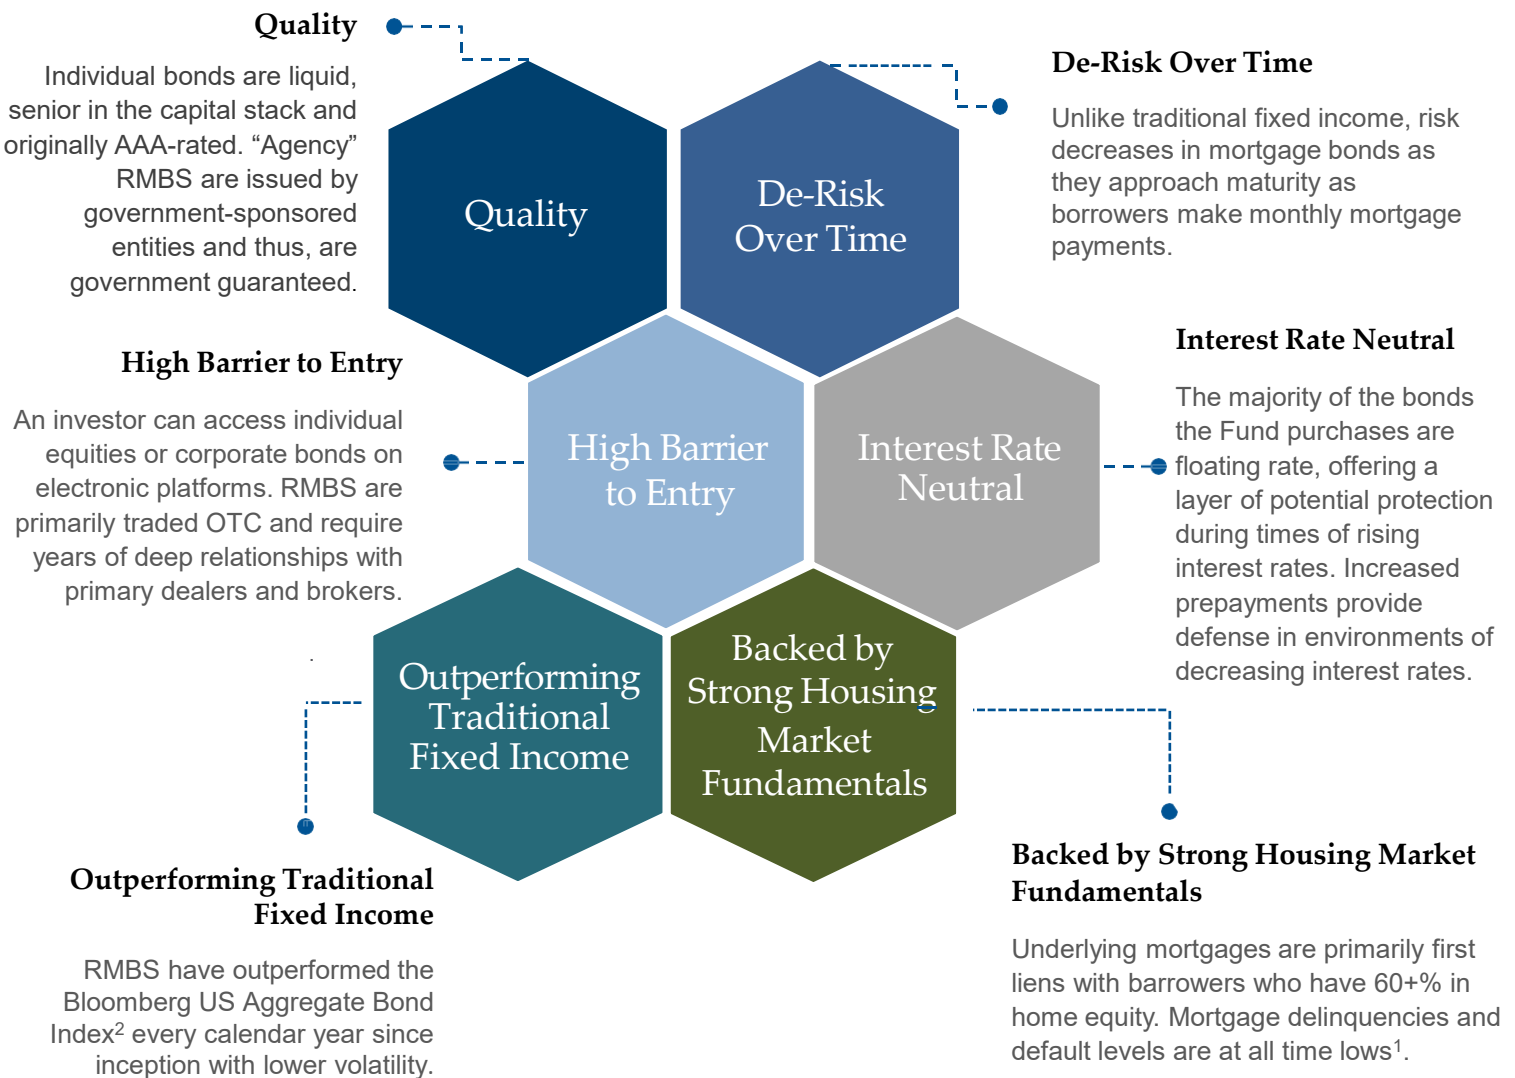 Quality
Individual bonds are liquid,
senior in the capital stack and
originally AAA-rated. “Agency”
RMBS are issued by
government-sponsored
entities and thus, are
government guaranteed.
Quality
De-Risk
Over Time
De-Risk Over Time
Unlike traditional fixed income, risk
decreases in mortgage bonds as
they approach maturity as
borrowers make monthly mortgage
payments.
High Barrier to Entry
An investor can access individual
equities or corporate bonds on
electronic platforms. RMBS are
primarily traded OTC and require
years of deep relationships with
primary dealers and brokers.
.
High Barrier
to Entry
Interest Rate
Neutral
Interest Rate Neutral
The majority of the bonds
the Fund purchases are
floating rate, offering a
layer of potential protection
during times of rising
interest rates. Increased
prepayments provide
defense in environments of
decreasing interest rates.
Outperforming
Traditional
Fixed Income
Backed by
Strong Housing
Market
Fundamentals
Outperforming Traditional
Fixed Income
RMBS have outperformed the
Bloomberg US Aggregate Bond
Index² every calendar year since
inception with lower volatility.
Backed by Strong Housing Market
Fundamentals
Underlying mortgages are primarily first
liens with barrowers who have 60+% in
home equity. Mortgage delinquencies and
default levels are at all time lows¹.